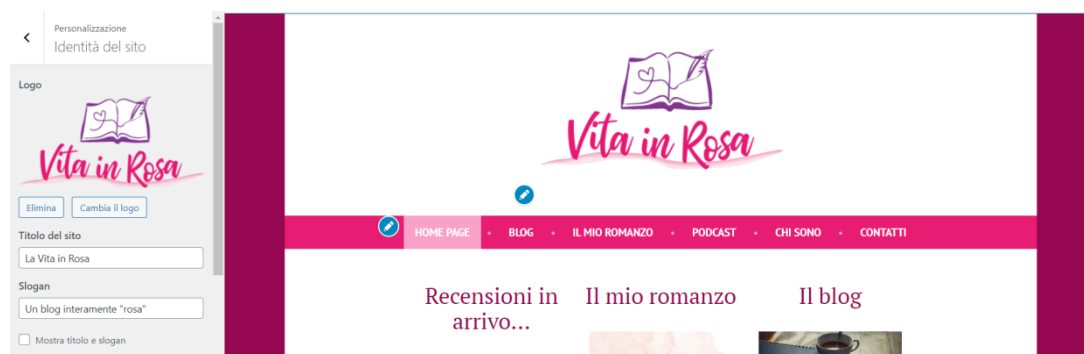 Personalizzazione
Identità del sito
Logo
Vita in Rosa
Elimina
Cambia il logo
Titolo del sito
La Vita in Rosa
Slogan
Un blog interamente "rosa"
Mostra titolo e slogan
Vita in Rosa
HOME PAGE • BLOG • IL MIO ROMANZO • PODCAST • CHI SONO • CONTATTI
Recensioni in arrivo...
Il mio romanzo
Il blog